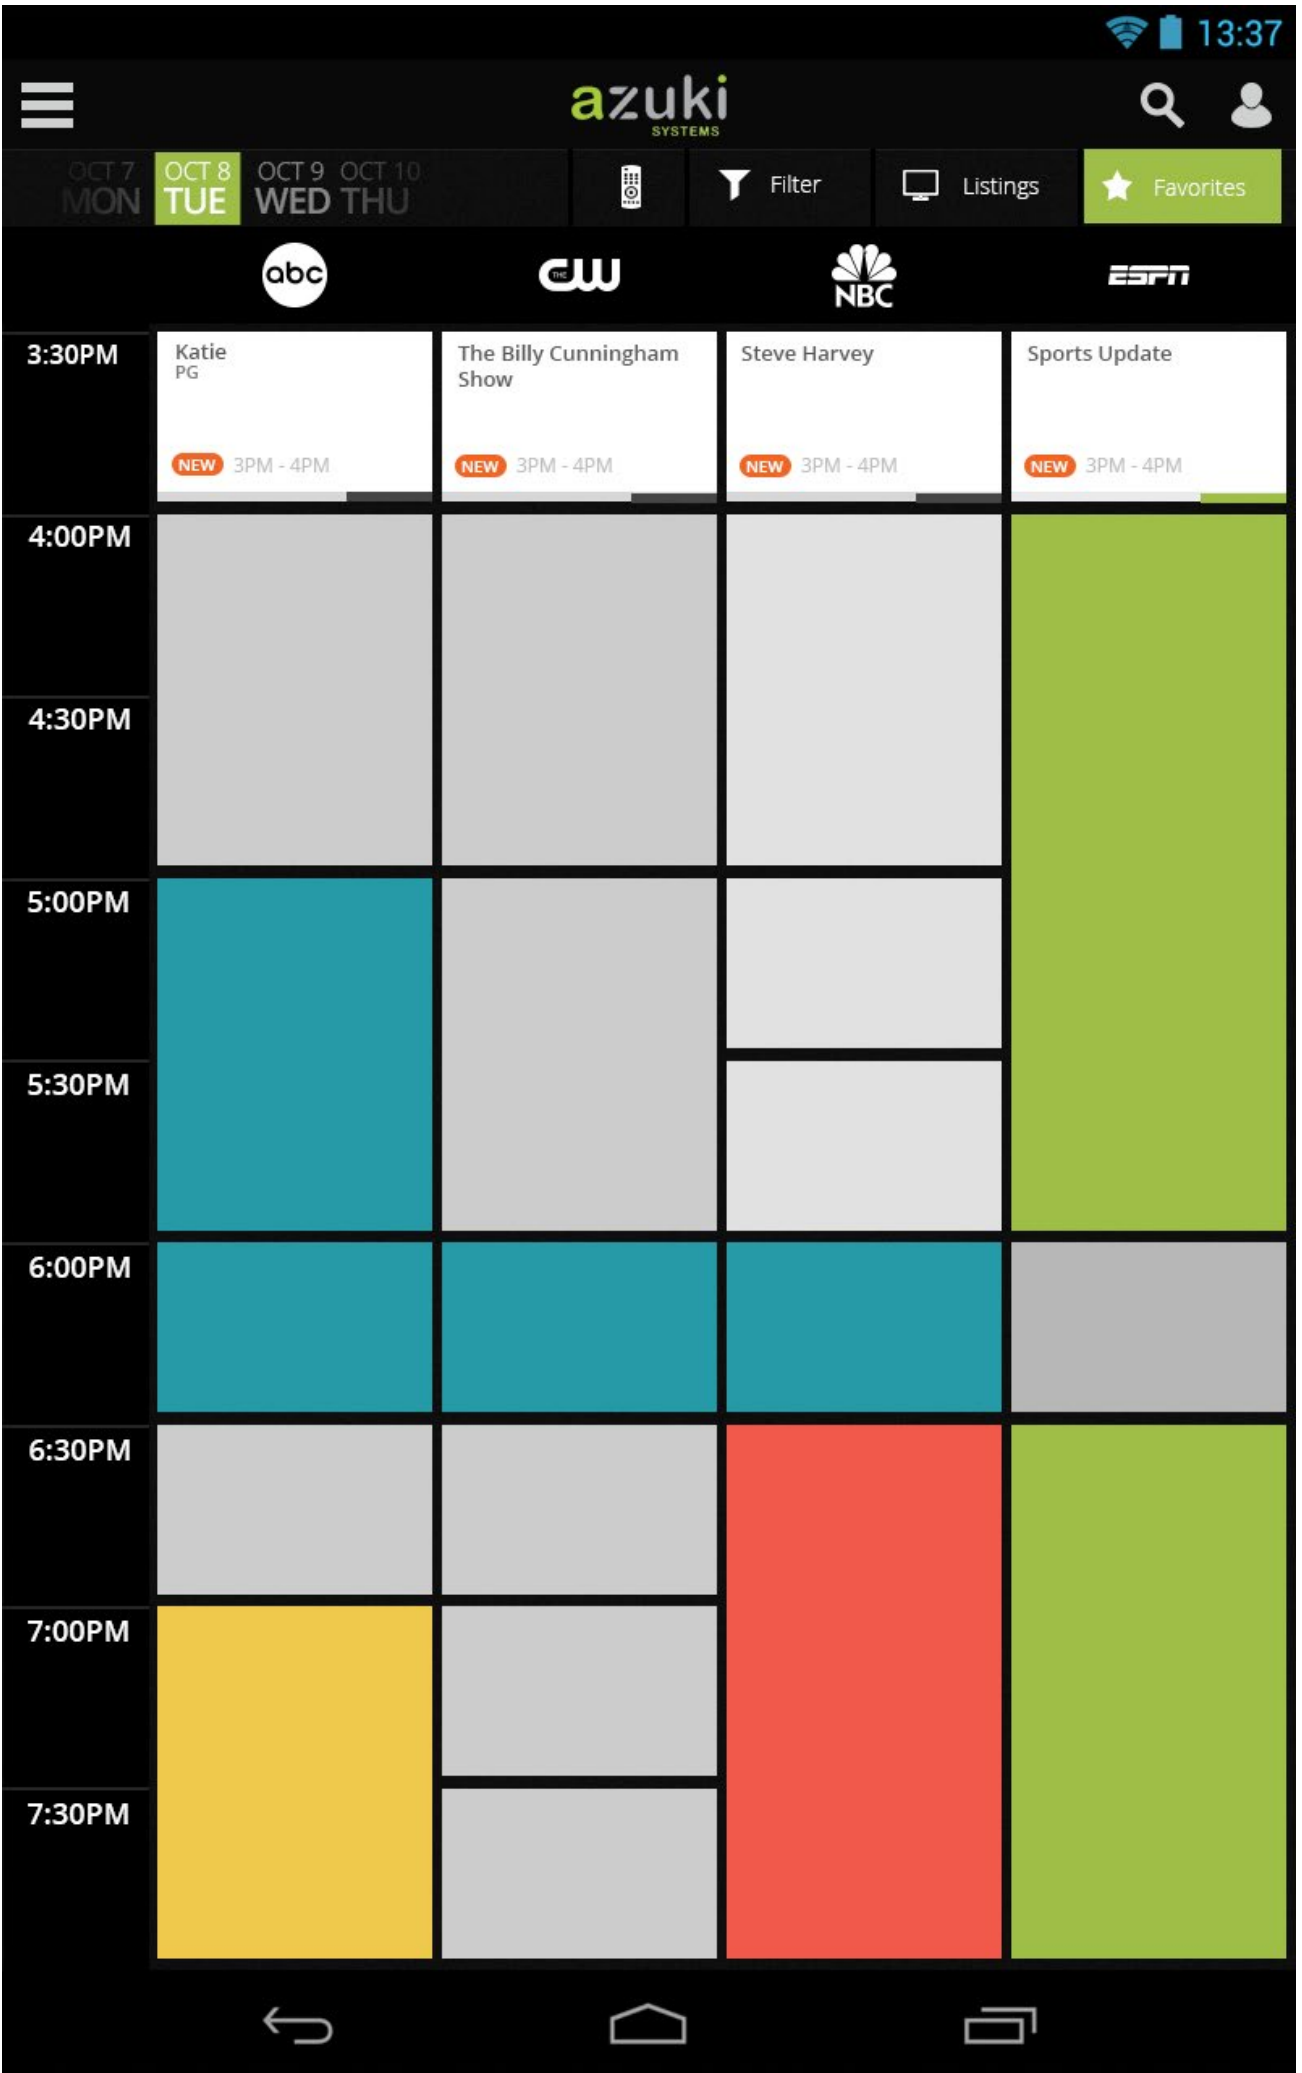 13:37
azuki
SYSTEMS
OCT 7 OCT 8 OCT 9 OCT 10
MON TUE WED THU
Filter Listings Favorites
abc THE CW NBC ESPN
3:30PM
Katie
PG
NEW 3PM - 4PM
The Billy Cunningham
Show
NEW 3PM - 4PM
Steve Harvey
NEW 3PM - 4PM
Sports Update
NEW 3PM - 4PM
4:00PM
4:30PM
5:00PM
5:30PM
6:00PM
6:30PM
7:00PM
7:30PM